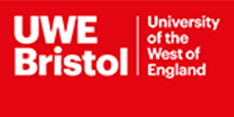 UWE
Bristol
University
of the
West of
England